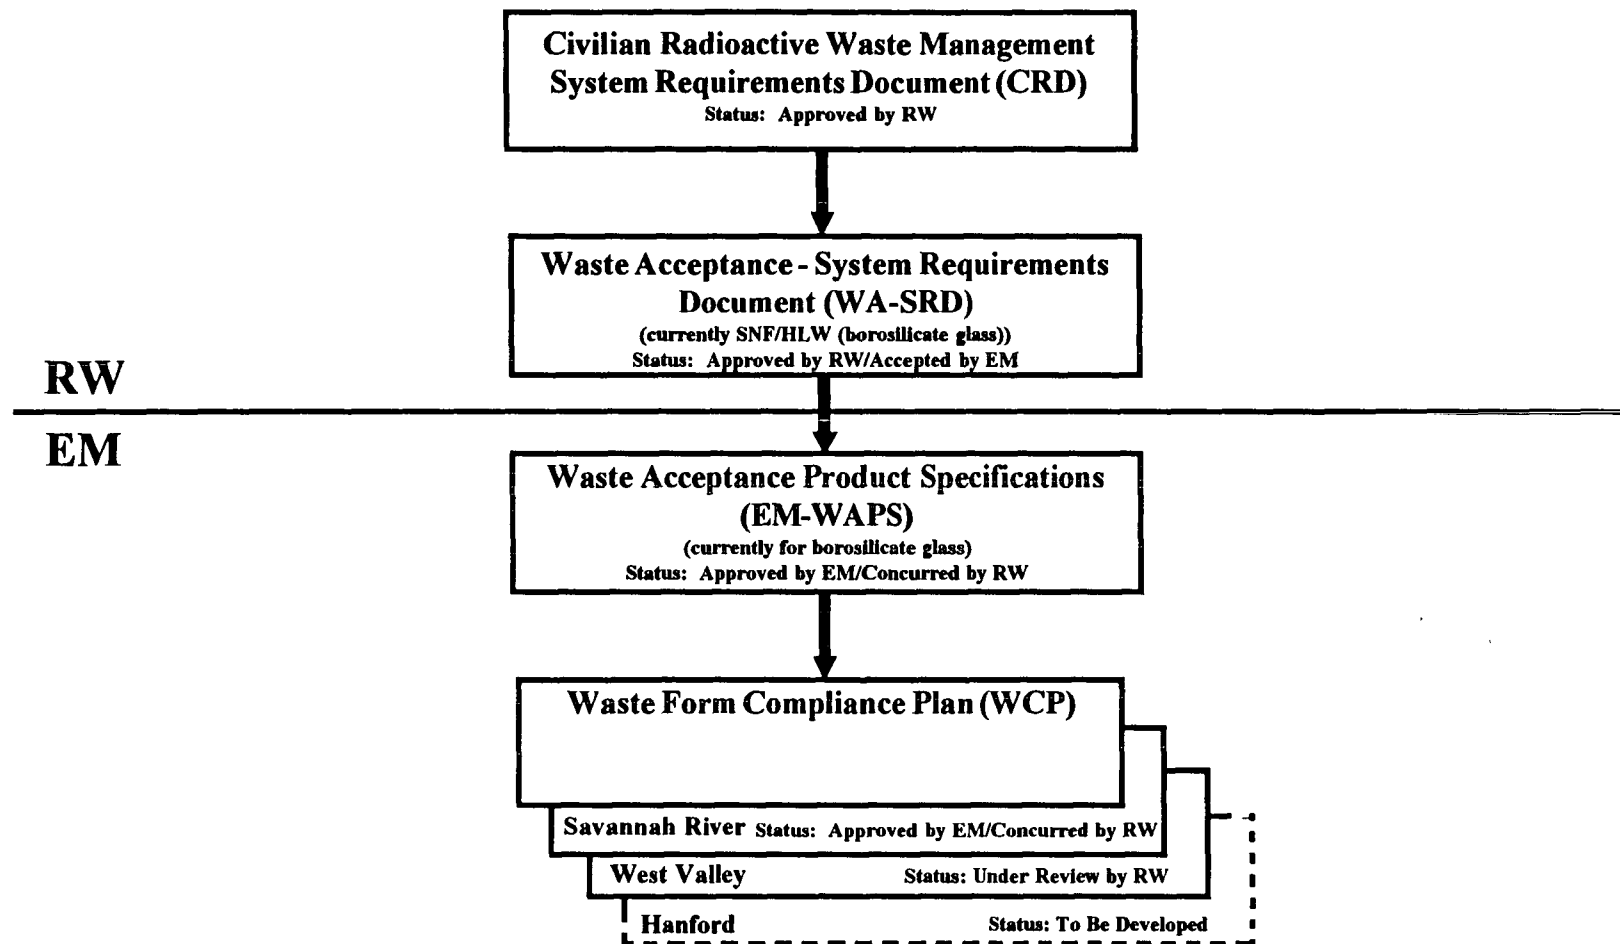 Civilian Radioactive Waste Management
System Requirements Document (CRD)
Status: Approved by RW
Waste Acceptance - System Requirements
Document (WA-SRD)
(currently SNF/HLW (borosilicate glass))
Status: Approved by RW/Accepted by EM
RW
EM
Waste Acceptance Product Specifications
(EM-WAPS)
(currently for borosilicate glass)
Status: Approved by EM/Concurred by RW
Waste Form Compliance Plan (WCP)
Savannah River Status: Approved by EM/Concurred by RW
West Valley Status: Under Review by RW
Hanford Status: To Be Developed